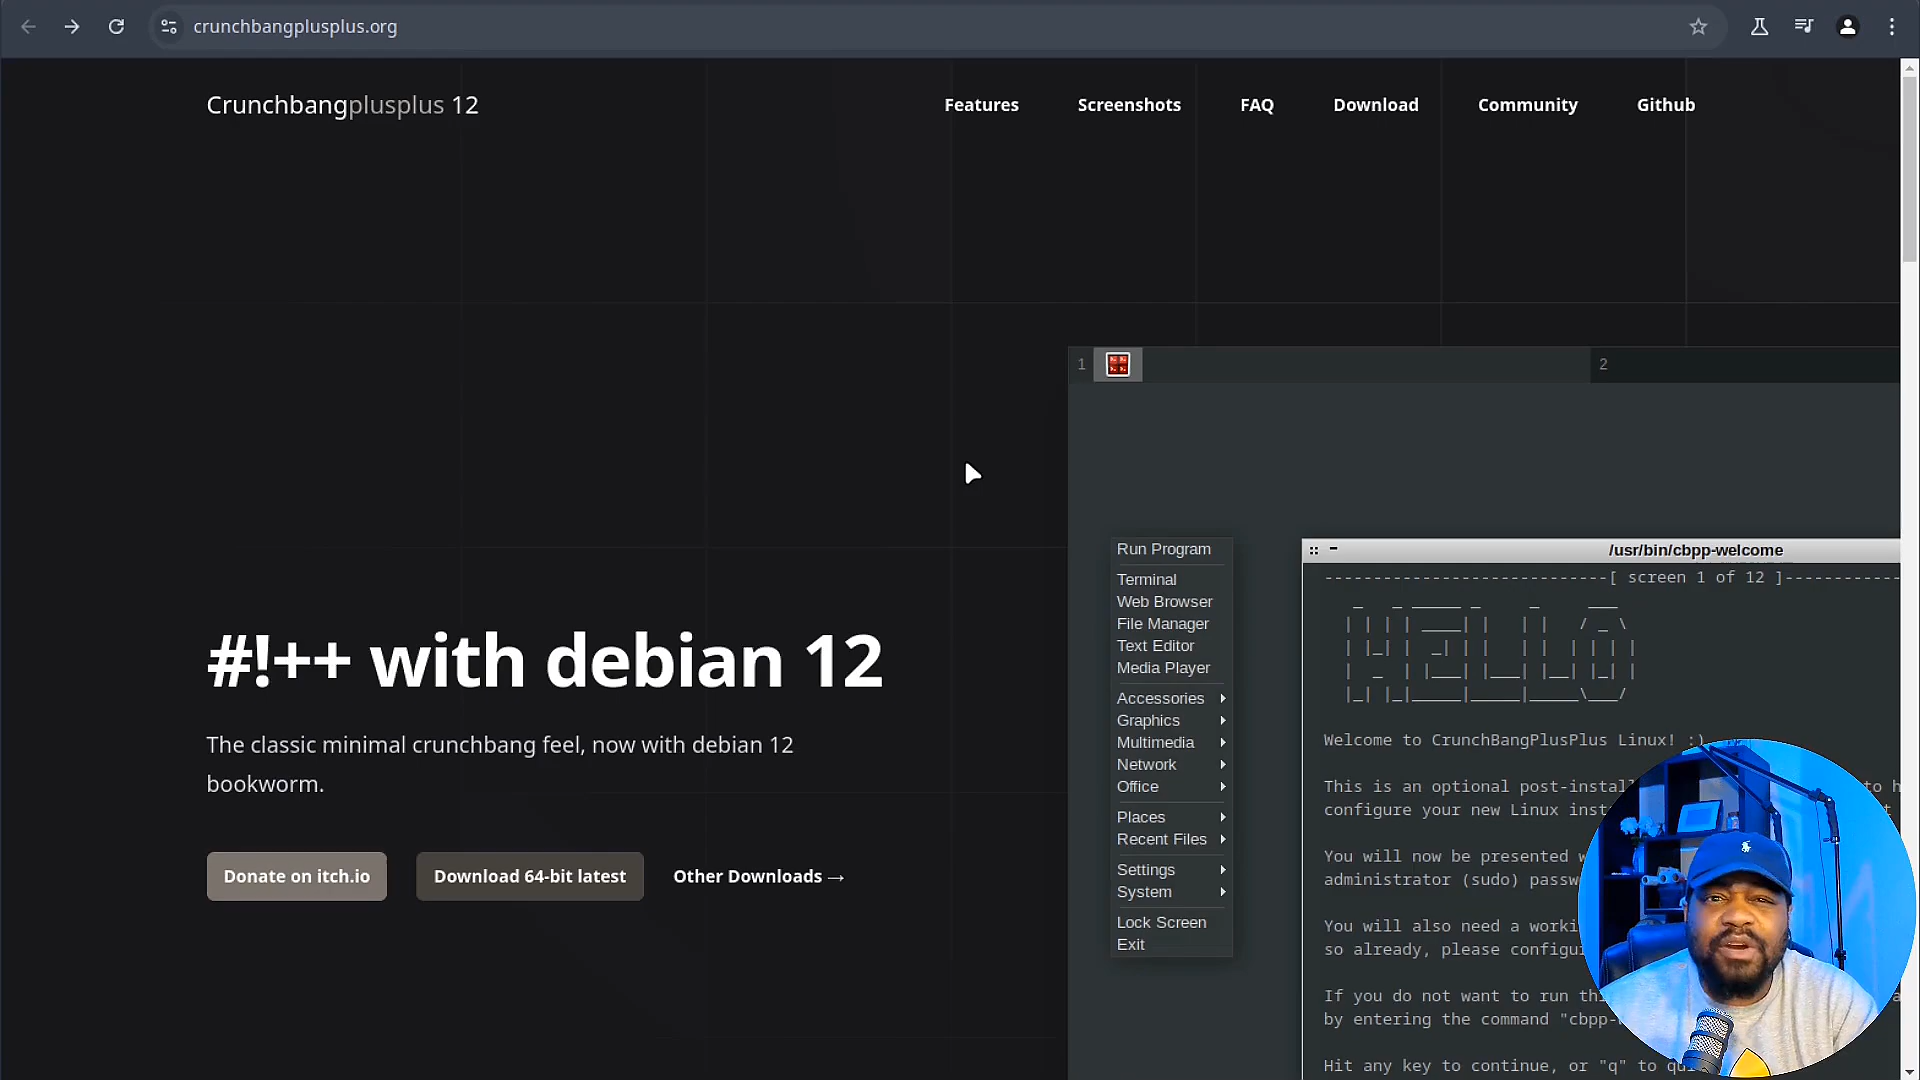 crunchbangplusplus.org
Crunchbangplusplus 12
Features
Screenshots
FAQ
Download
Community
Github
1
2
#!++ with debian 12
The classic minimal crunchbang feel, now with debian 12
bookworm.
Donate on itch.io
Download 64-bit latest
Other Downloads →
Run Program
Terminal
Web Browser
File Manager
Text Editor
Media Player
Accessories
Graphics
Multimedia
Network
Office
Places
Recent Files
Settings
System
Lock Screen
Exit
/usr/bin/cbpp-welcome
----------------------------[ screen 1 of 12 ]------------
HELLO
Welcome to CrunchBangPlusPlus Linux! :)
This is an optional post-instal
configure your new Linux inst
You will now be presented
administrator (sudo) passw
You will also need a worki
so already, please configu
If you do not want to run thi
by entering the command "cbpp-
Hit any key to continue, or "q" to qu